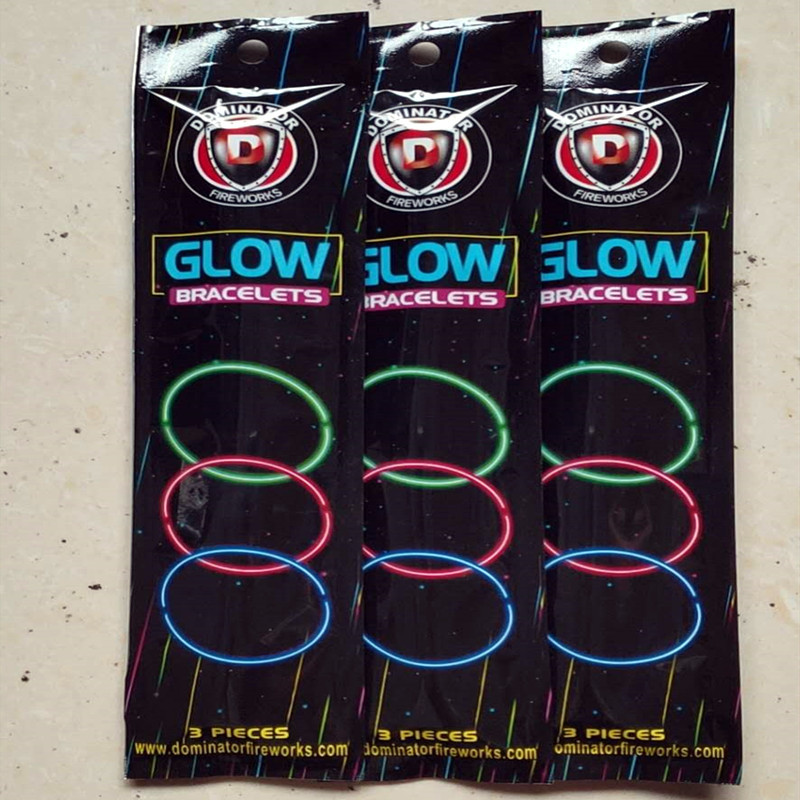 DOMINATOR
D
FIREWORKS
GLOW
BRACELETS
3 PIECES
www.dominatorfireworks.com
DOMINATOR
D
FIREWORKS
GLOW
BRACELETS
3 PIECES
dominatorfireworks.com
DOMINATOR
D
FIREWORKS
GLOW
BRACELETS
3 PIECES
ominatorfireworks.com